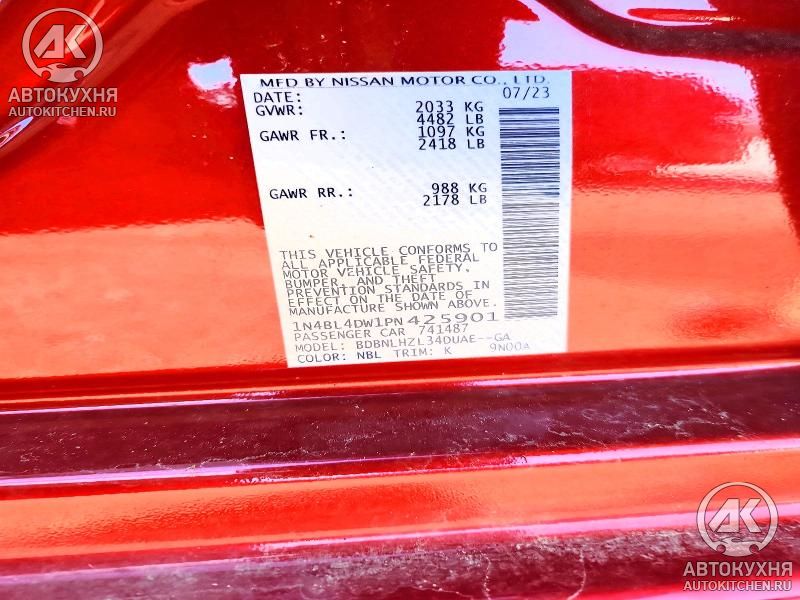 AK
АВТОКУХНЯ
AUTOKITCHEN.RU
MFD BY NISSAN MOTOR CO., LTD.
DATE: 07/23
GVWR: 2033 KG
4482 LB
GAWR FR.: 1097 KG
2418 LB
GAWR RR.: 988 KG
2178 LB
THIS VEHICLE CONFORMS TO
ALL APPLICABLE FEDERAL
MOTOR VEHICLE SAFETY,
BUMPER, AND THEFT
PREVENTION STANDARDS IN
EFFECT ON THE DATE OF
MANUFACTURE SHOWN ABOVE.
1N4BL4DW1PN425901
PASSENGER CAR 741487
MODEL: BDBNLHZL34DUAE--GA
COLOR: NBL TRIM: K 9N00A
AK
АВТОКУХНЯ
AUTOKITCHEN.RU